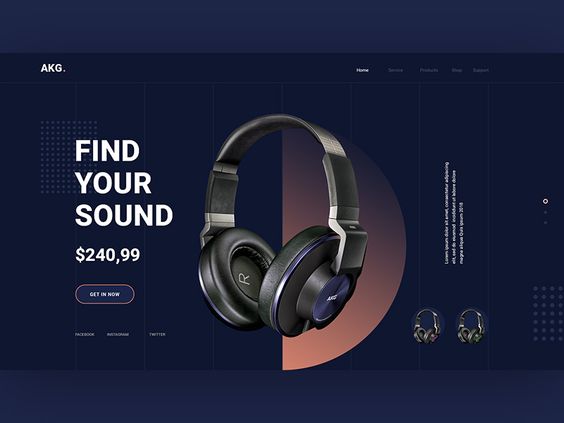 AKG.
Home
Service
Products
Shop
Support
FIND
YOUR
SOUND
$240,99
GET IN NOW
FACEBOOK
INSTAGRAM
TWITTER
R
AKG
Lorem ipsum dolor sit amet, consectetur adipiscing
elit, sed do eiusmod incididunt ut labore dolore
magna aliqua Quis ipsum 2018